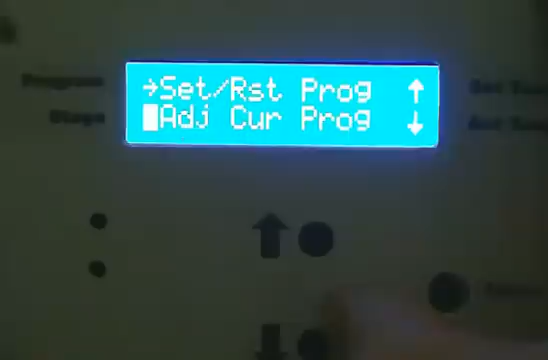 →Set/Rst Prog ↑
Adj Cur Prog ↓
Program
Stage